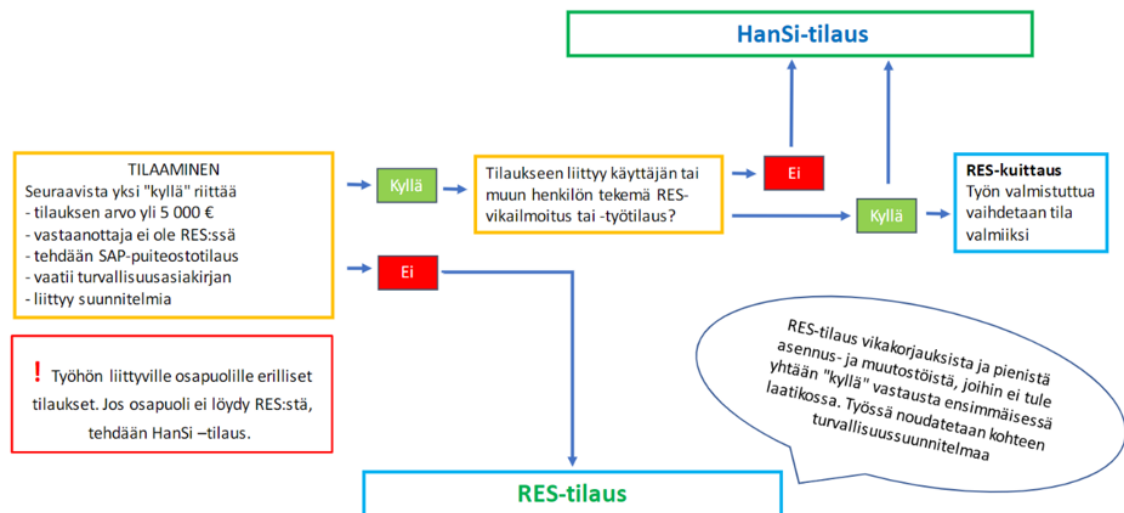 HanSi-tilaus
TILAAMINEN
Seuraavista yksi "kyllä" riittää
- tilauksen arvo yli 5 000 €
- vastaanottaja ei ole RES:ssä
- tehdään SAP-puiteostotilaus
- vaatii turvallisuusasiakirjan
- liittyy suunnitelmia
Kyllä
Ei
Tilaukseen liittyy käyttäjän tai
muun henkilön tekemä RES-
vikailmoitus tai -työtilaus?
Ei
Kyllä
RES-kuittaus
Työn valmistuttua
vaihdetaan tila
valmiiksi
! Työhön liittyville osapuolille erilliset
tilaukset. Jos osapuoli ei löydy RES:stä,
tehdään HanSi –tilaus.
RES-tilaus vikakorjauksista ja pienistä
asennus- ja muutostöistä, joihin ei tule
yhtään "kyllä" vastausta ensimmäisessä
laatikossa. Työssä noudatetaan kohteen
turvallisuussuunnitelmaa
RES-tilaus